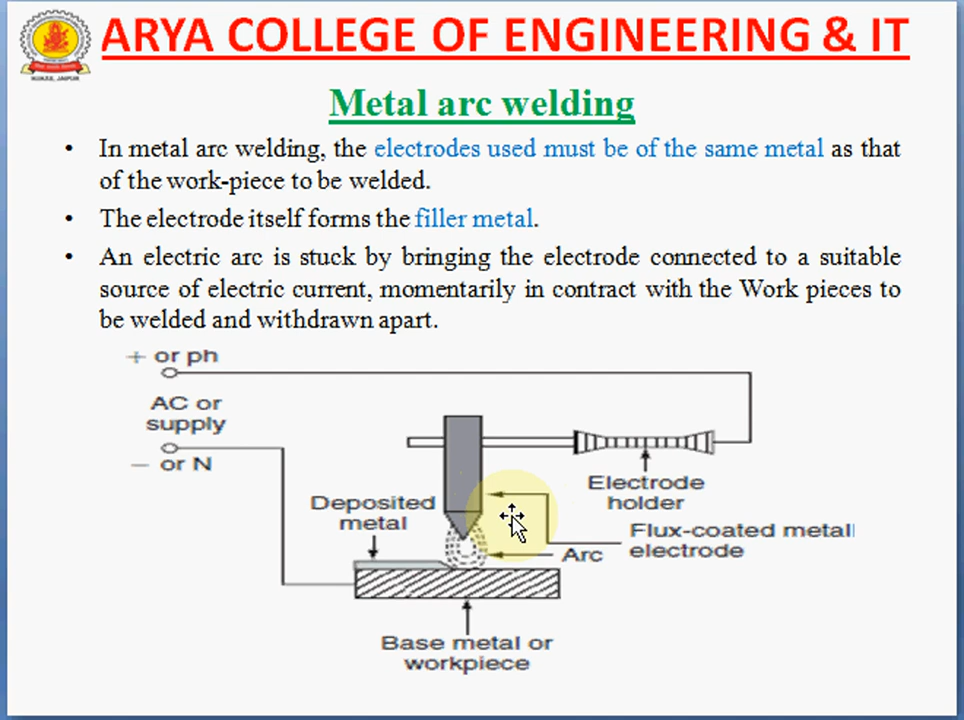 ARYA COLLEGE OF ENGINEERING & IT
KUKAS, JAIPUR
Metal arc welding
• In metal arc welding, the electrodes used must be of the same metal as that
of the work-piece to be welded.
• The electrode itself forms the filler metal.
• An electric arc is stuck by bringing the electrode connected to a suitable
source of electric current, momentarily in contract with the Work pieces to
be welded and withdrawn apart.
+ or ph
AC or
supply
− or N
Electrode
holder
Deposited
metal
Flux-coated metal
electrode
Arc
Base metal or
workpiece